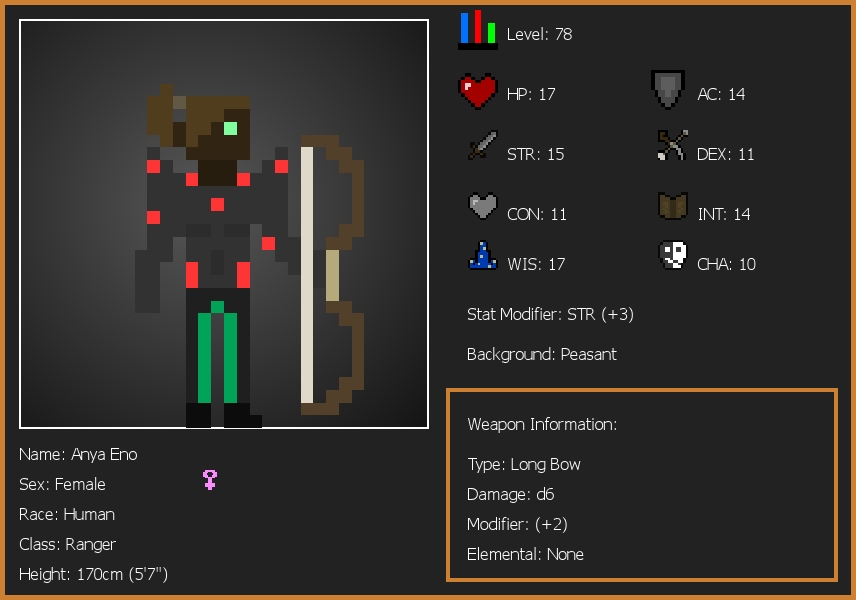 Level: 78
HP: 17
AC: 14
STR: 15
DEX: 11
CON: 11
INT: 14
WIS: 17
CHA: 10
Stat Modifier: STR (+3)
Background: Peasant
Weapon Information:
Type: Long Bow
Damage: d6
Modifier: (+2)
Elemental: None
Name: Anya Eno
Sex: Female
Race: Human
Class: Ranger
Height: 170cm (5'7")